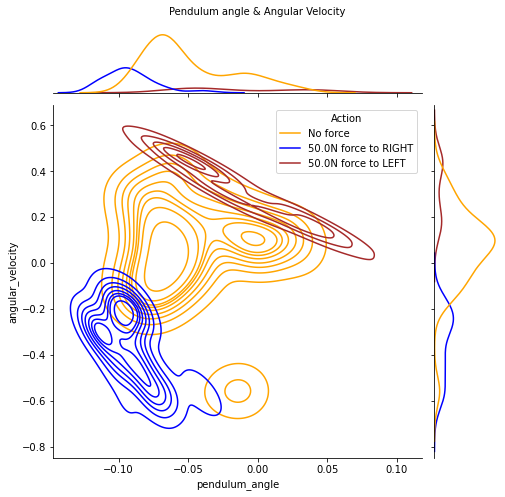 Pendulum angle & Angular Velocity
Action
No force
50.0N force to RIGHT
50.0N force to LEFT
0.6
0.4
0.2
0.0
−0.2
−0.4
−0.6
−0.8
angular_velocity
−0.10
−0.05
0.00
0.05
0.10
pendulum_angle